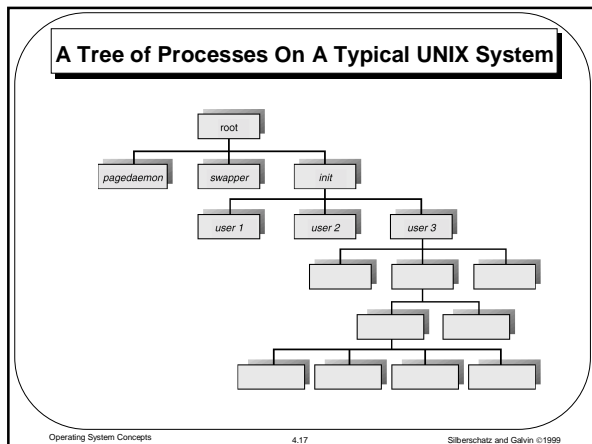 A Tree of Processes On A Typical UNIX System
root
pagedaemon swapper init
user 1 user 2 user 3
Operating System Concepts 4.17 Silberschatz and Galvin ©1999